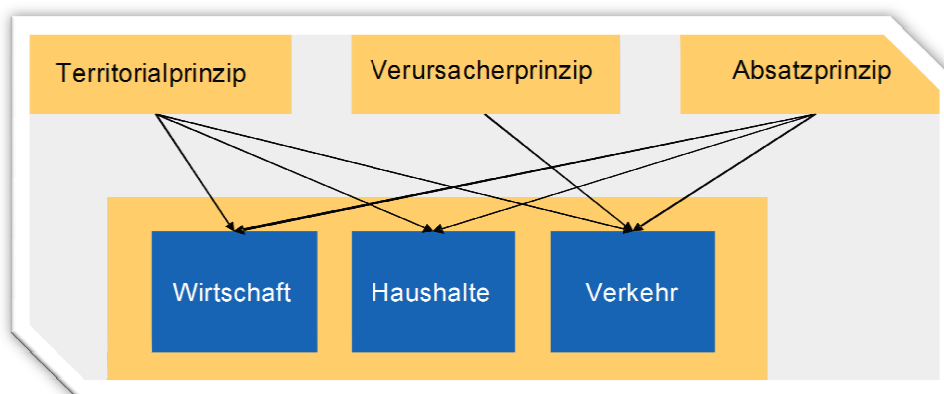 Territorialprinzip
Verursacherprinzip
Absatzprinzip
Wirtschaft
Haushalte
Verkehr